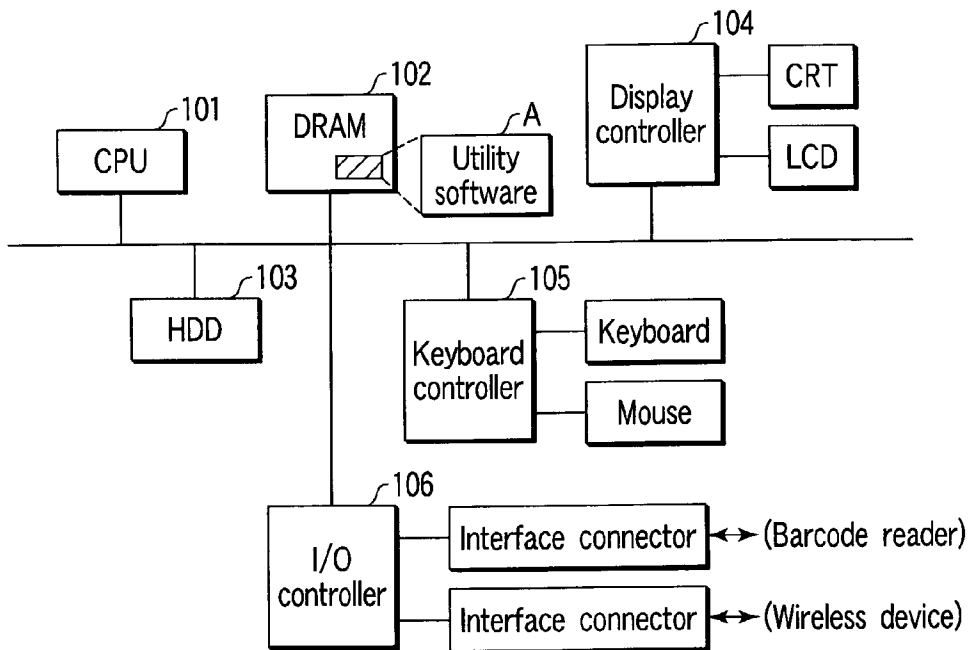 101
CPU
102
DRAM
A
Utility
software
104
Display
controller
CRT
LCD
103
HDD
105
Keyboard
controller
Keyboard
Mouse
106
I/O
controller
Interface connector
(Barcode reader)
Interface connector
(Wireless device)